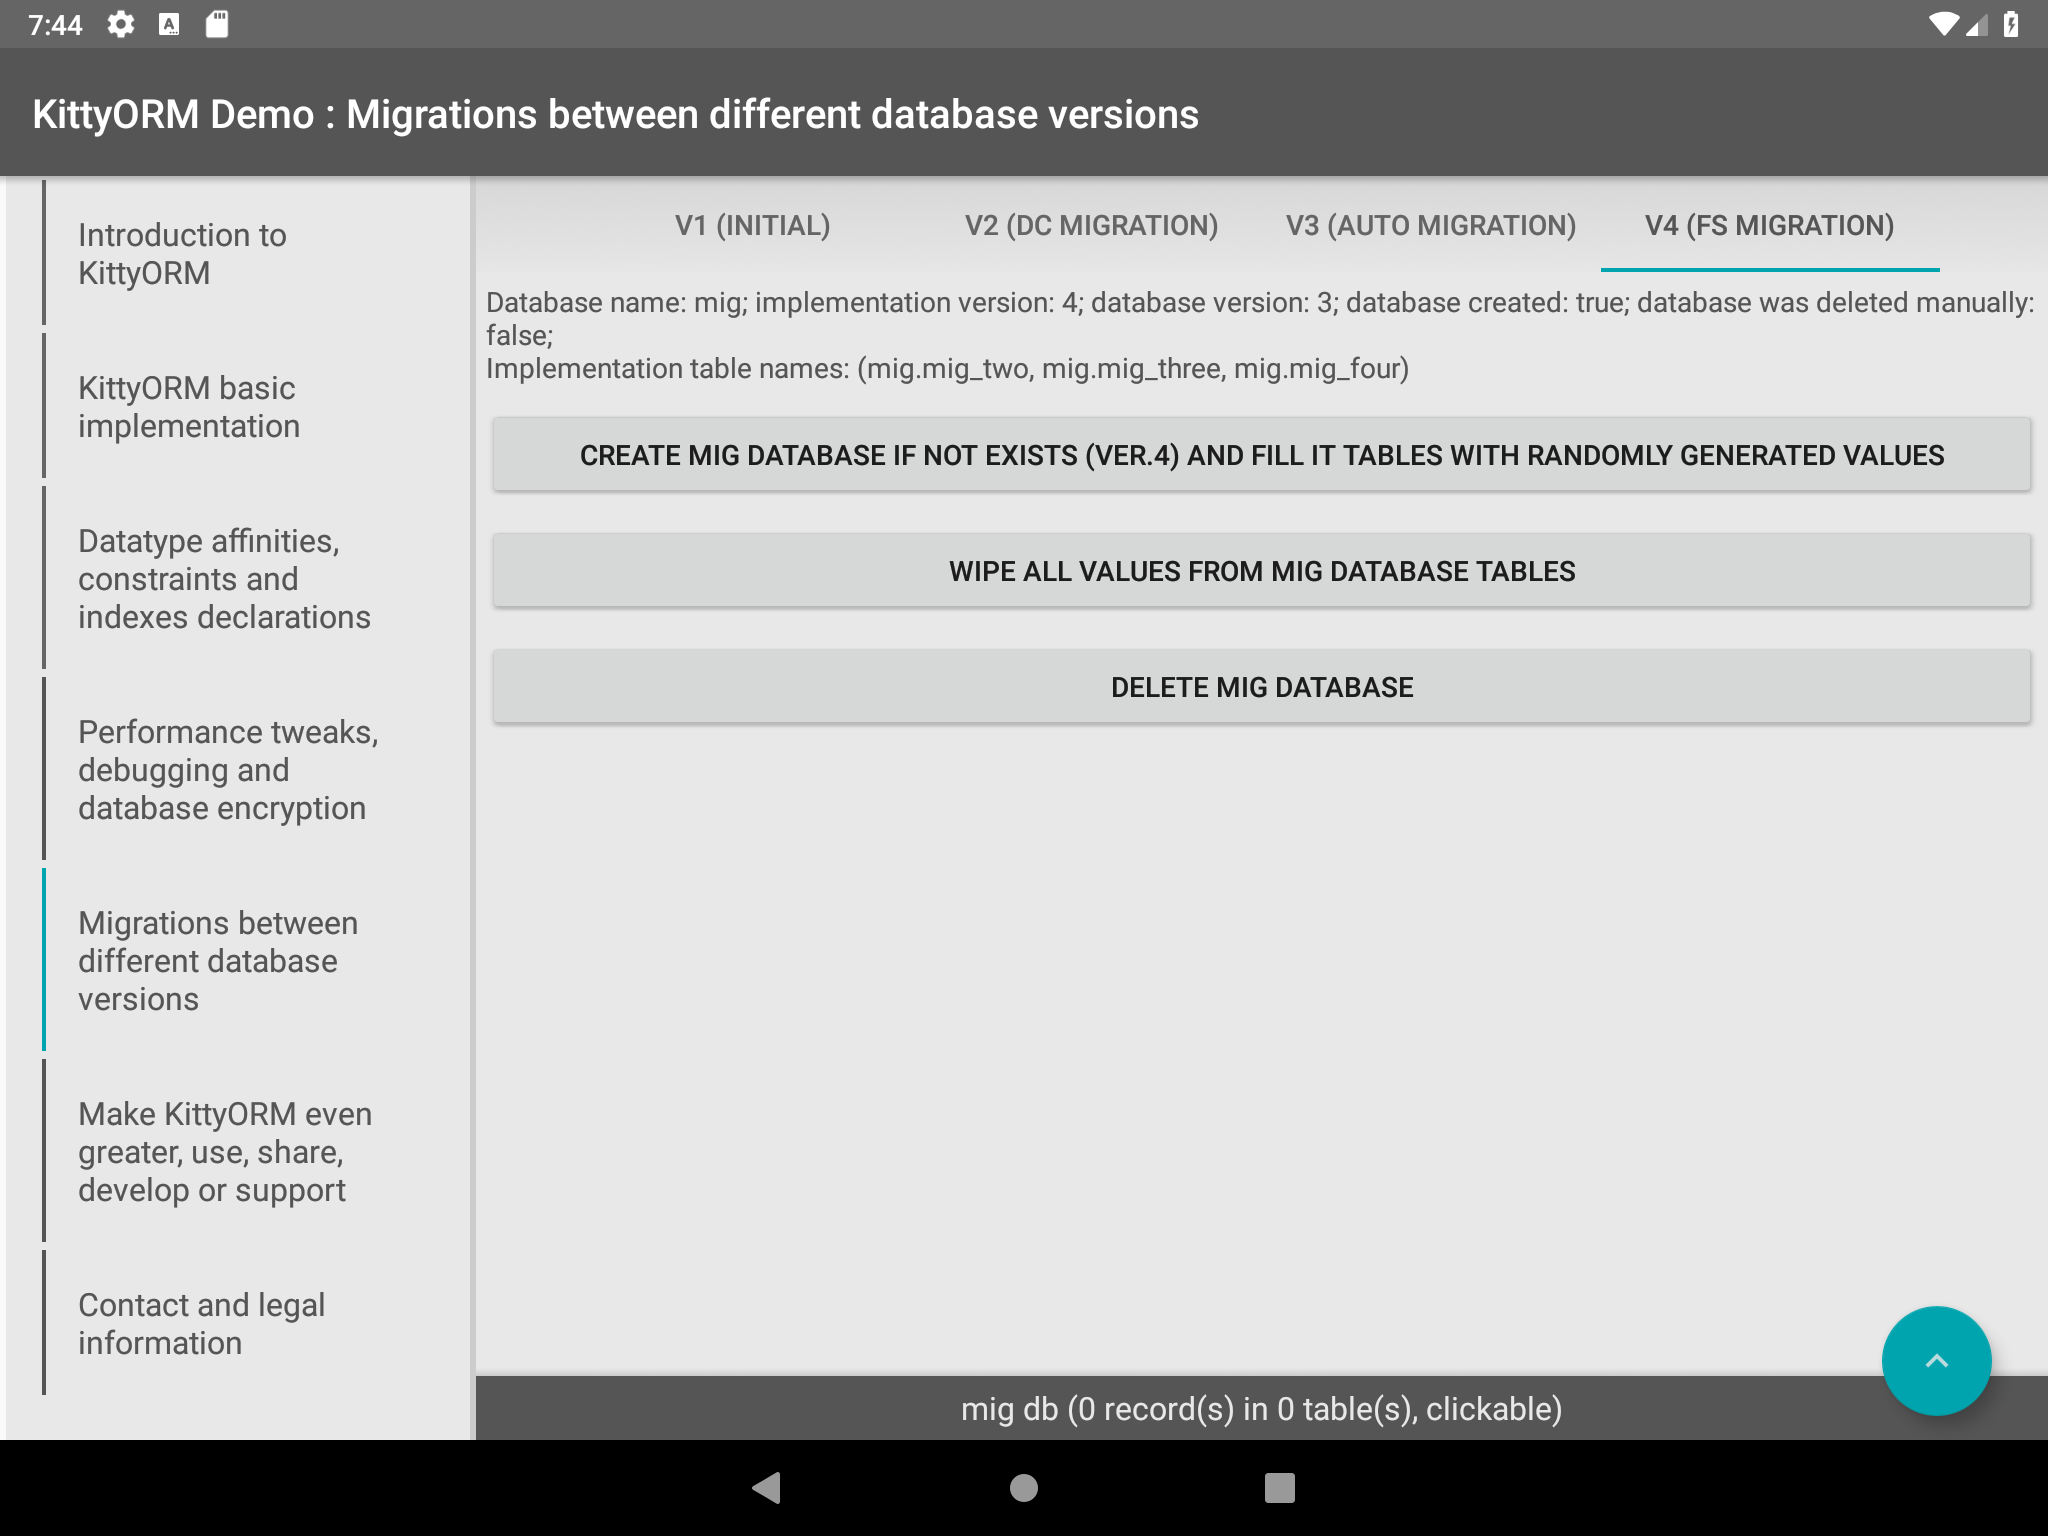 7:44
KittyORM Demo : Migrations between different database versions
Introduction to
KittyORM
KittyORM basic
implementation
Datatype affinities,
constraints and
indexes declarations
Performance tweaks,
debugging and
database encryption
Migrations between
different database
versions
Make KittyORM even
greater, use, share,
develop or support
Contact and legal
information
V1 (INITIAL)
V2 (DC MIGRATION)
V3 (AUTO MIGRATION)
V4 (FS MIGRATION)
Database name: mig; implementation version: 4; database version: 3; database created: true; database was deleted manually:
false;
Implementation table names: (mig.mig_two, mig.mig_three, mig.mig_four)
CREATE MIG DATABASE IF NOT EXISTS (VER.4) AND FILL IT TABLES WITH RANDOMLY GENERATED VALUES
WIPE ALL VALUES FROM MIG DATABASE TABLES
DELETE MIG DATABASE
mig db (0 record(s) in 0 table(s), clickable)